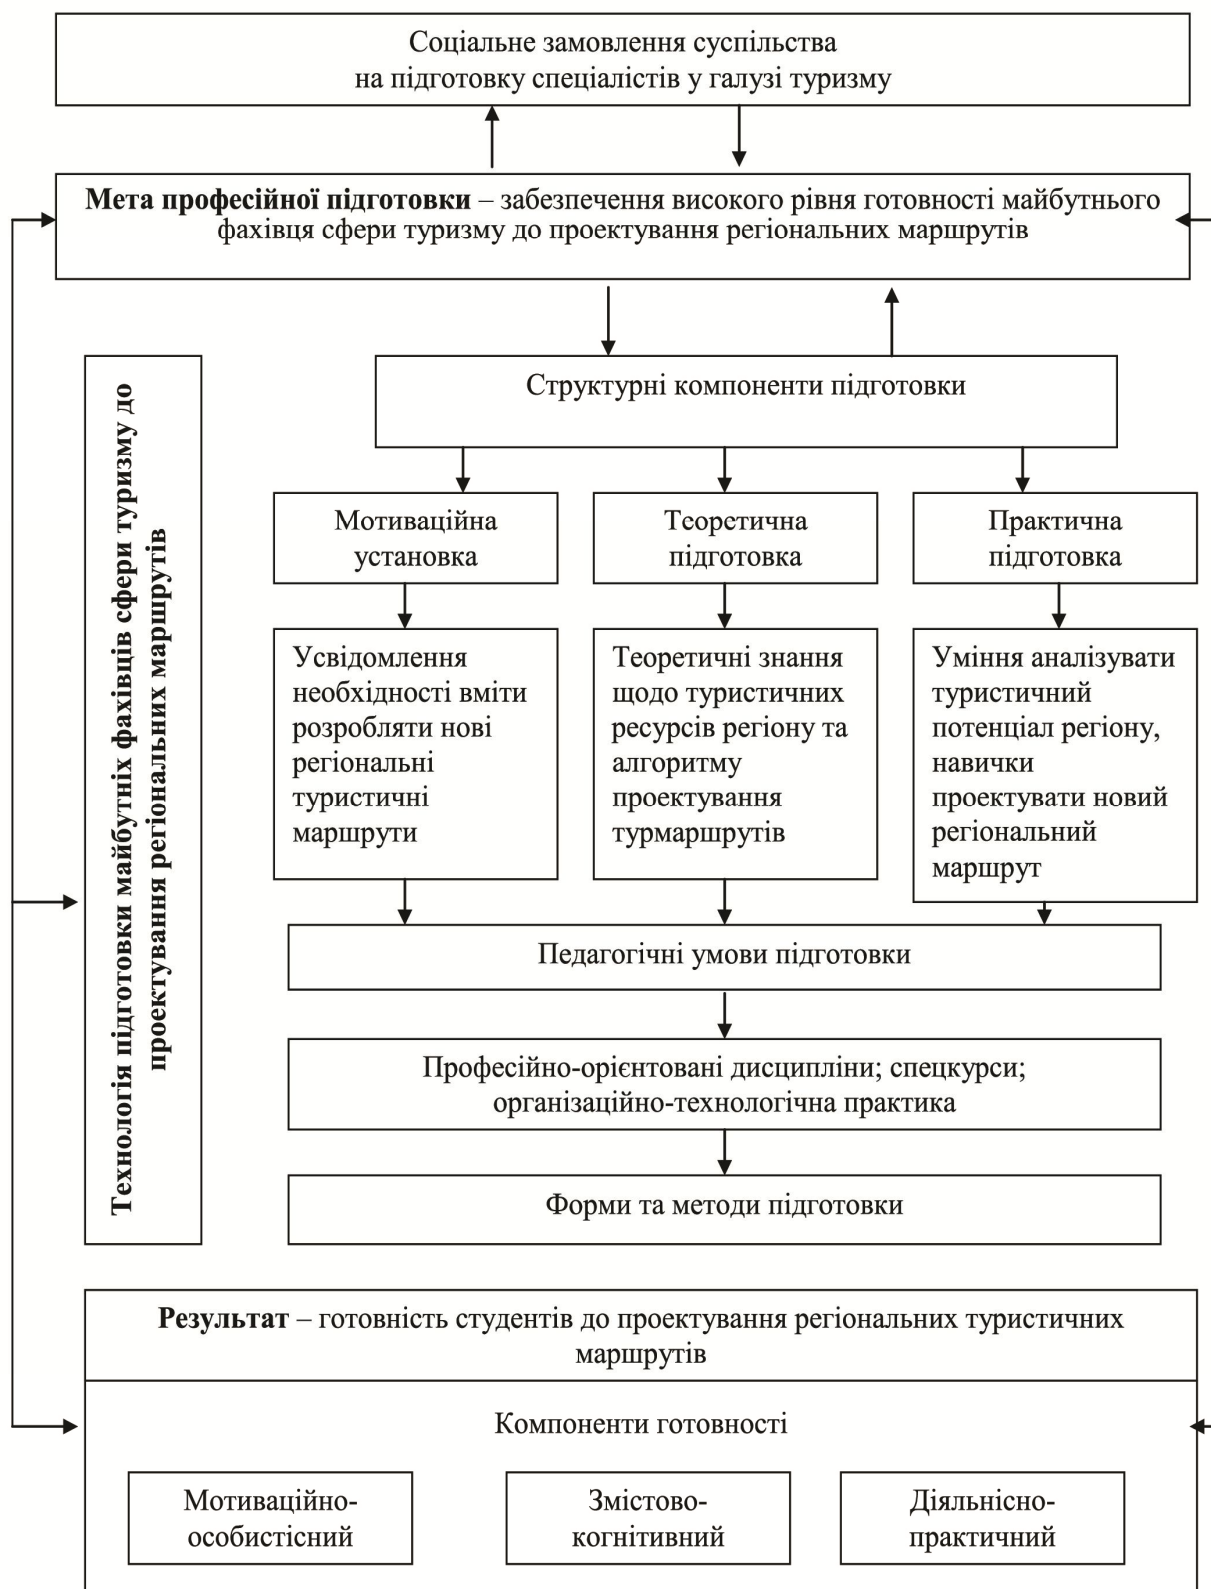 Соціальне замовлення суспільства
на підготовку спеціалістів у галузі туризму
Мета професійної підготовки – забезпечення високого рівня готовності майбутнього
фахівця сфери туризму до проектування регіональних маршрутів
Технологія підготовки майбутніх фахівців сфери туризму до
проектування регіональних маршрутів
Структурні компоненти підготовки
Мотиваційна
установка
Теоретична
підготовка
Практична
підготовка
Усвідомлення
необхідності вміти
розробляти нові
регіональні
туристичні
маршрути
Теоретичні знання
щодо туристичних
ресурсів регіону та
алгоритму
проектування
турмаршрутів
Уміння аналізувати
туристичний
потенціал регіону,
навички
проектувати новий
регіональний
маршрут
Педагогічні умови підготовки
Професійно-орієнтовані дисципліни; спецкурси;
організаційно-технологічна практика
Форми та методи підготовки
Результат – готовність студентів до проектування регіональних туристичних
маршрутів
Компоненти готовності
Мотиваційно-
особистісний
Змістово-
когнітивний
Діяльнісно-
практичний